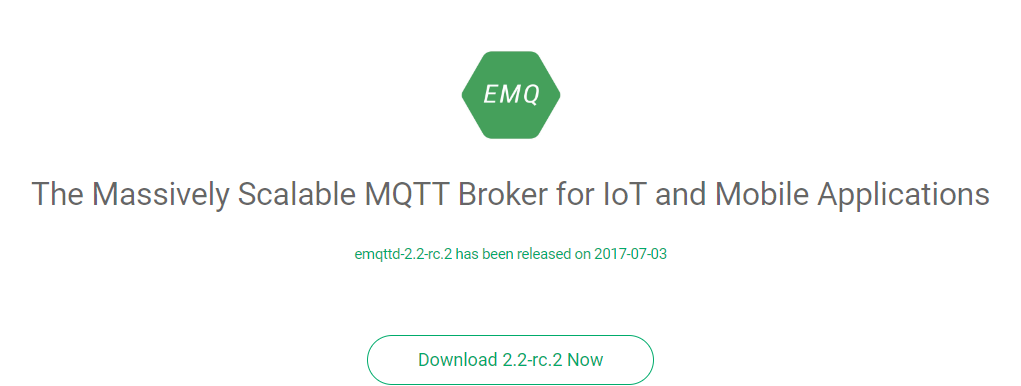 EMQ
The Massively Scalable MQTT Broker for IoT and Mobile Applications
emqttd-2.2-rc.2 has been released on 2017-07-03
Download 2.2-rc.2 Now